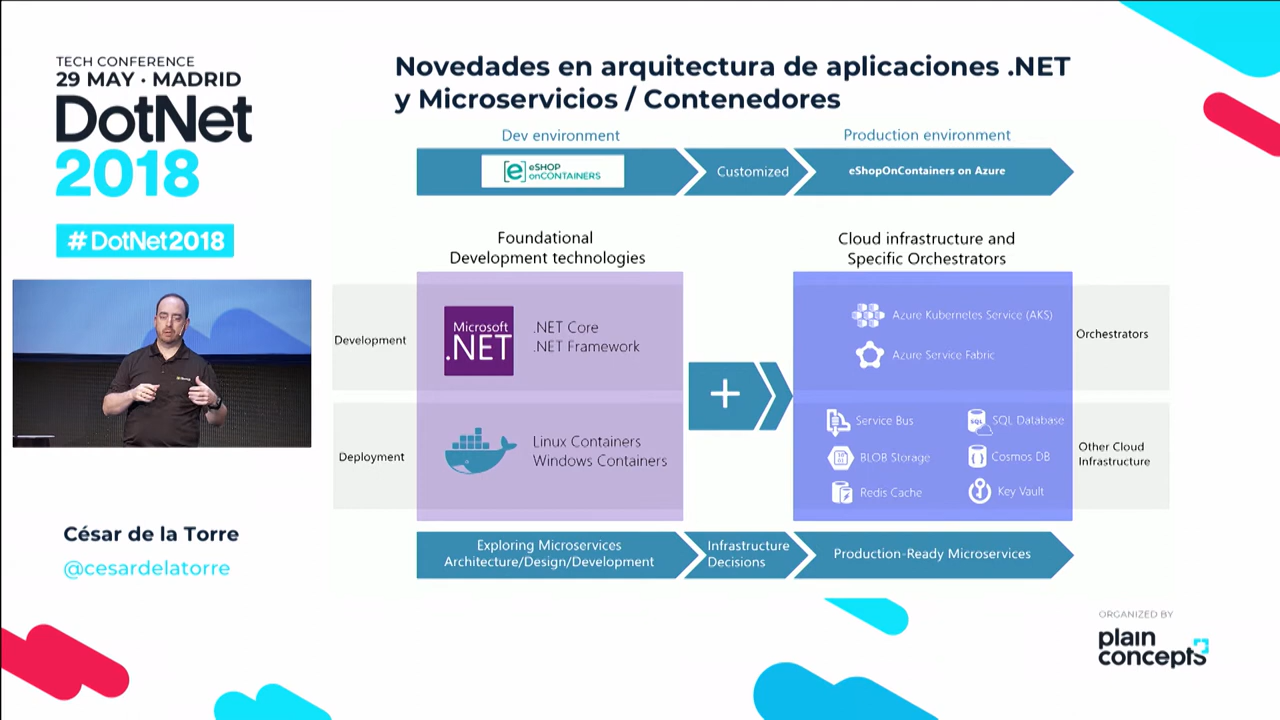 TECH CONFERENCE
29 MAY · MADRID
DotNet
2018
#DotNet2018
Novedades en arquitectura de aplicaciones .NET
y Microservicios / Contenedores
Dev environment
Production environment
eSHOP
onCONTAINERS
Customized
eShopOnContainers on Azure
Foundational
Development technologies
Cloud infrastructure and
Specific Orchestrators
Development
Microsoft
.NET
.NET Core
.NET Framework
Azure Kubernetes Service (AKS)
Azure Service Fabric
Orchestrators
Deployment
Linux Containers
Windows Containers
Service Bus
SQL
SQL Database
BLOB Storage
Cosmos DB
Redis Cache
Key Vault
Other Cloud
Infrastructure
Exploring Microservices
Architecture/Design/Development
Infrastructure
Decisions
Production-Ready Microservices
César de la Torre
@cesardelatorre
ORGANIZED BY
plain
concepts